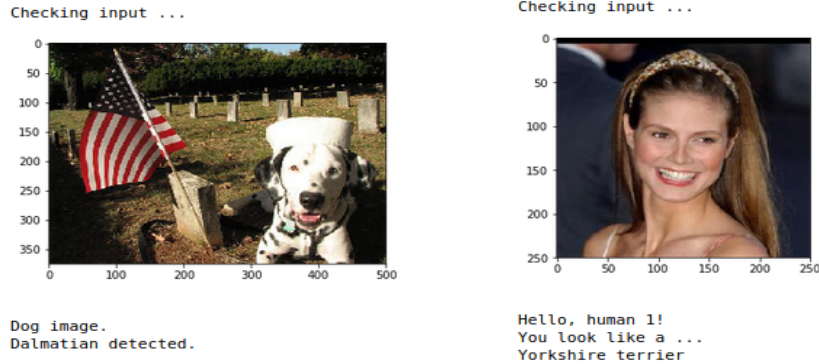 Checking input ...
0
50
100
150
200
250
300
350
0 100 200 300 400 500
Dog image.
Dalmatian detected.
Checking input ...
0
50
100
150
200
250
0 50 100 150 200 250
Hello, human 1!
You look like a ...
Yorkshire terrier